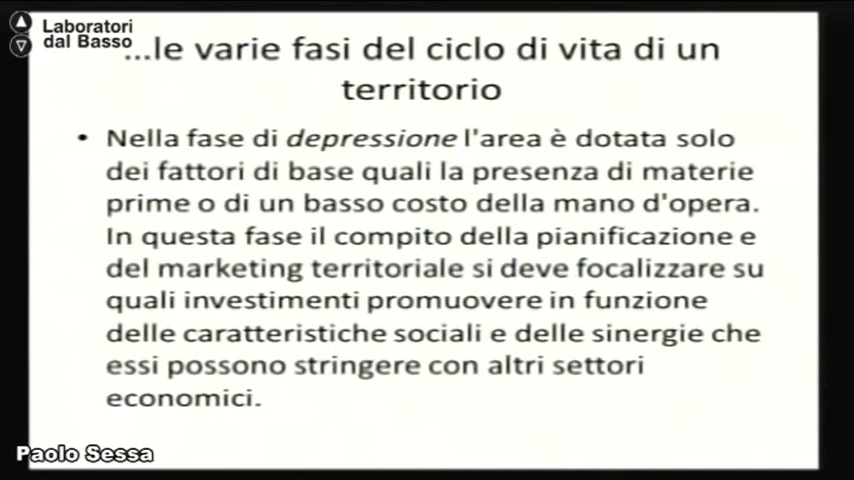 Laboratori
dal Basso
...le varie fasi del ciclo di vita di un
territorio
• Nella fase di depressione l'area è dotata solo
dei fattori di base quali la presenza di materie
prime o di un basso costo della mano d'opera.
In questa fase il compito della pianificazione e
del marketing territoriale si deve focalizzare su
quali investimenti promuovere in funzione
delle caratteristiche sociali e delle sinergie che
essi possono stringere con altri settori
economici.
Paolo Sessa